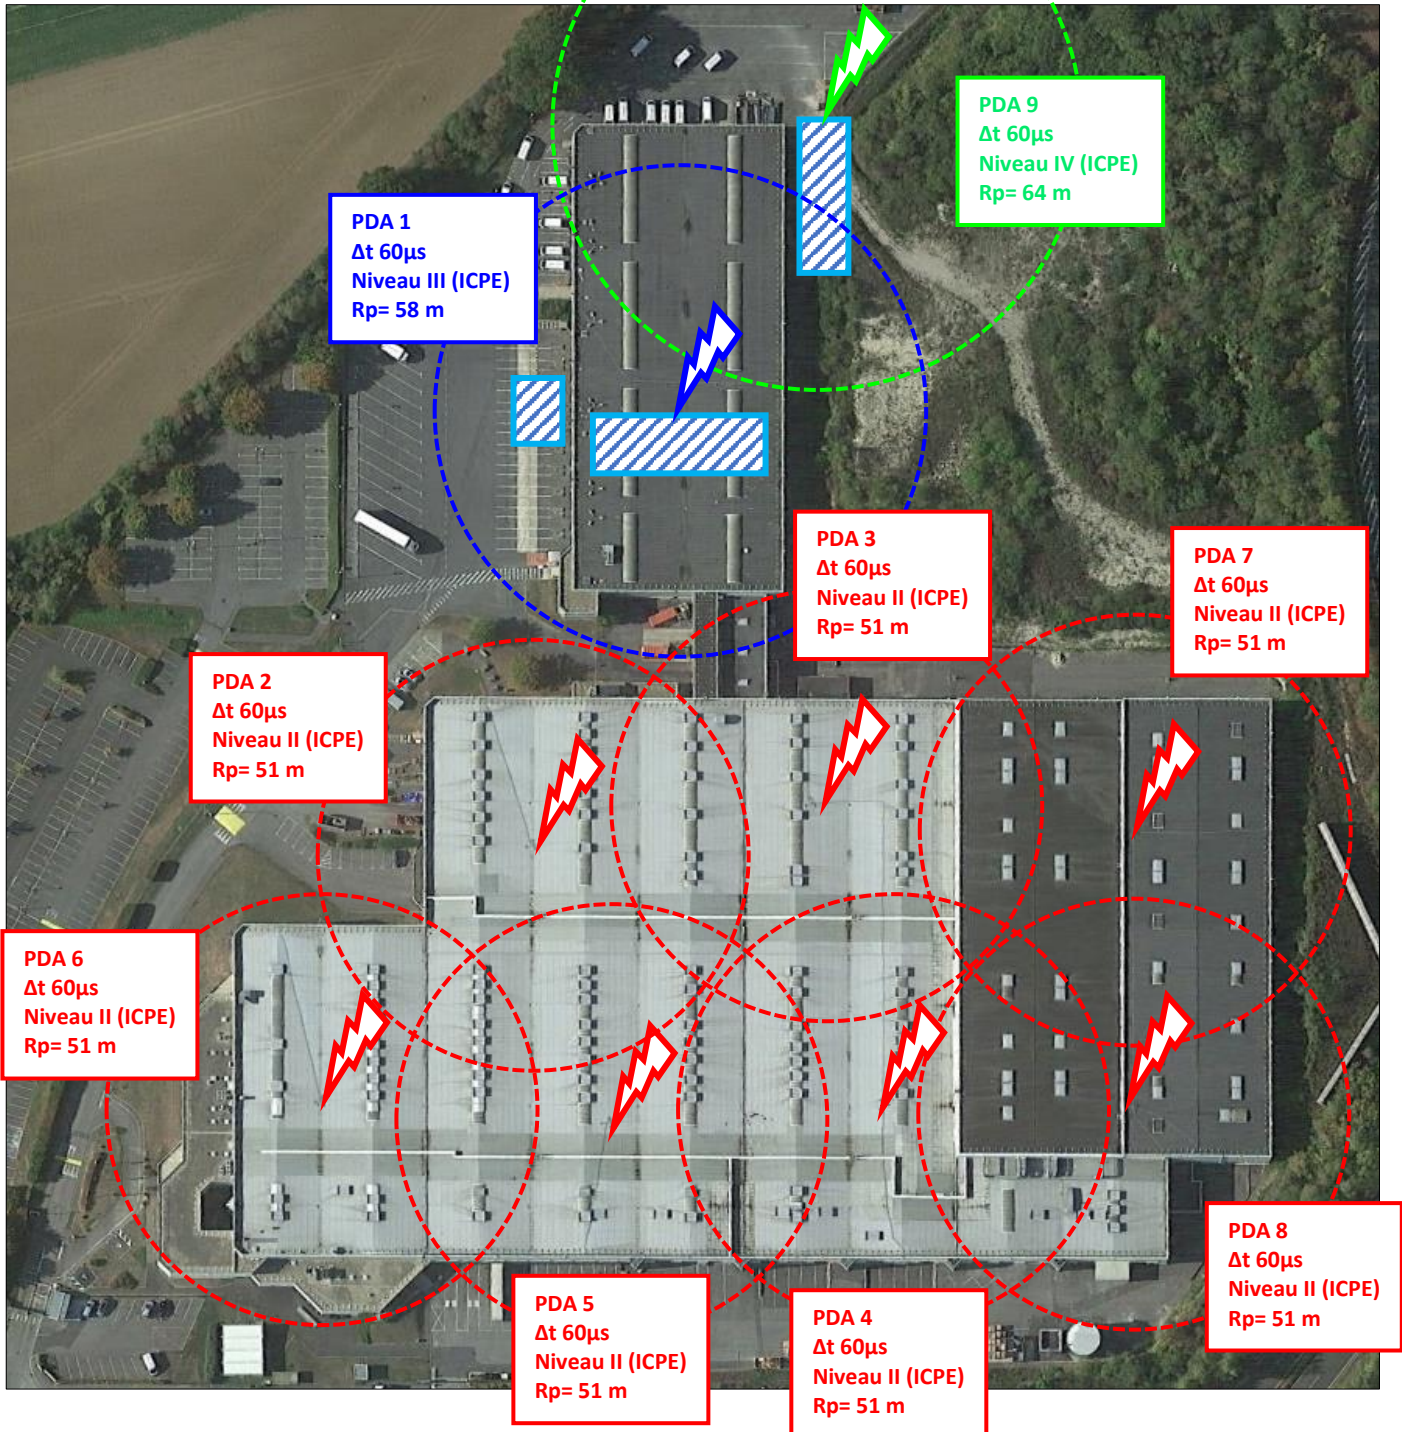 PDA 9
Δt 60µs
Niveau IV (ICPE)
Rp= 64 m
PDA 1
Δt 60µs
Niveau III (ICPE)
Rp= 58 m
PDA 3
Δt 60µs
Niveau II (ICPE)
Rp= 51 m
PDA 7
Δt 60µs
Niveau II (ICPE)
Rp= 51 m
PDA 2
Δt 60µs
Niveau II (ICPE)
Rp= 51 m
PDA 6
Δt 60µs
Niveau II (ICPE)
Rp= 51 m
PDA 8
Δt 60µs
Niveau II (ICPE)
Rp= 51 m
PDA 5
Δt 60µs
Niveau II (ICPE)
Rp= 51 m
PDA 4
Δt 60µs
Niveau II (ICPE)
Rp= 51 m